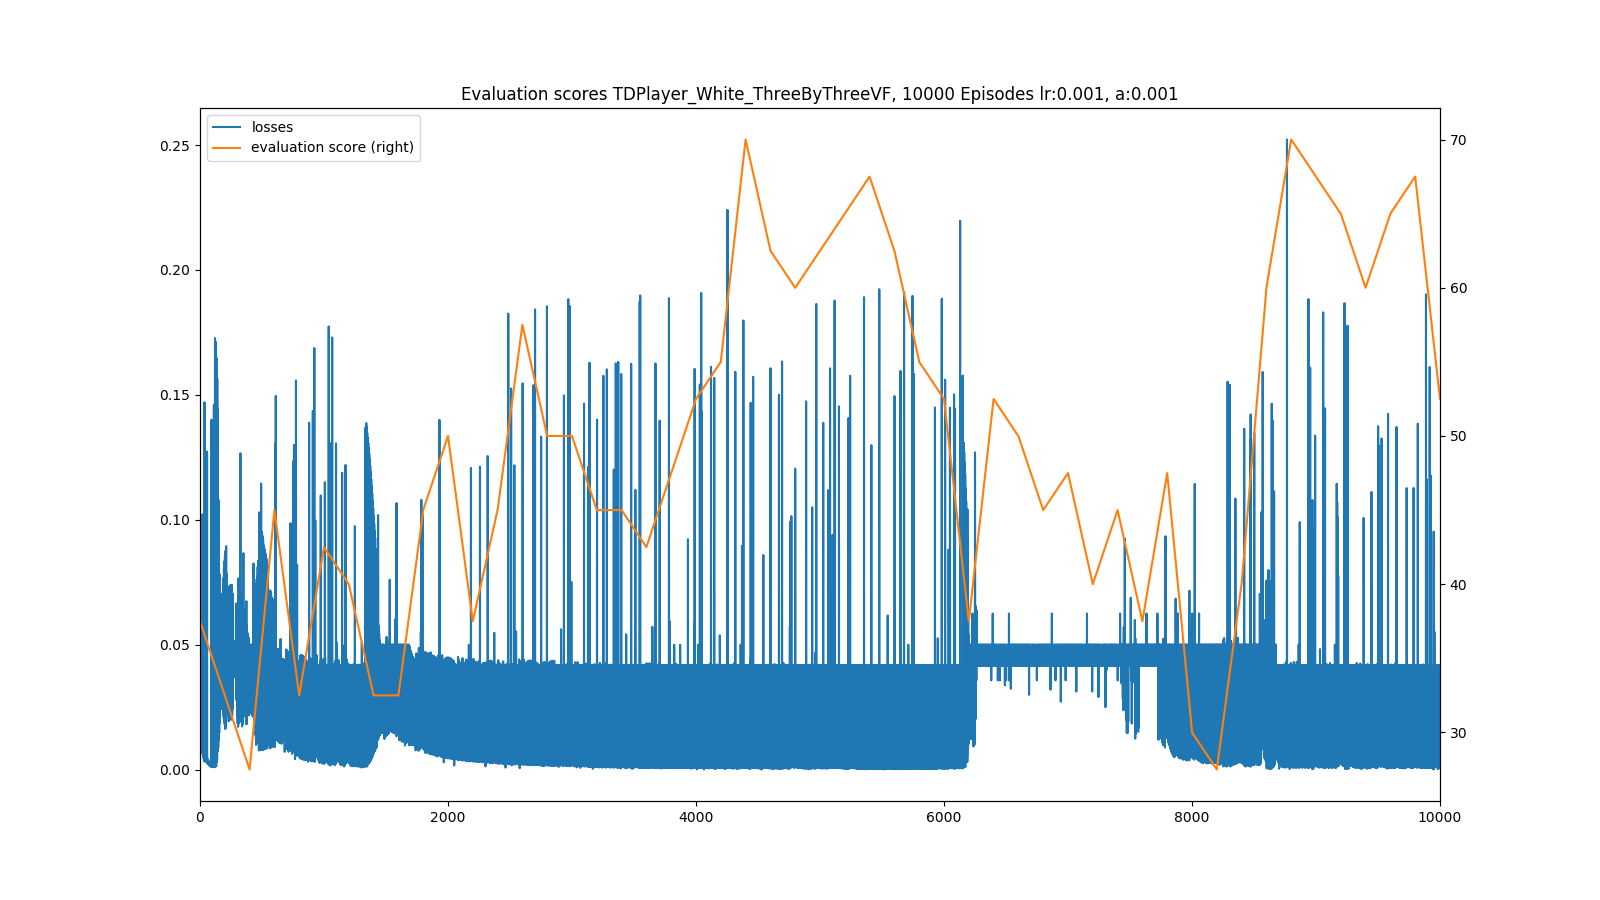 Evaluation scores TDPlayer_White_ThreeByThreeVF, 10000 Episodes lr:0.001, a:0.001
losses
evaluation score (right)
0.25
0.20
0.15
0.10
0.05
0.00
70
60
50
40
30
0 2000 4000 6000 8000 10000